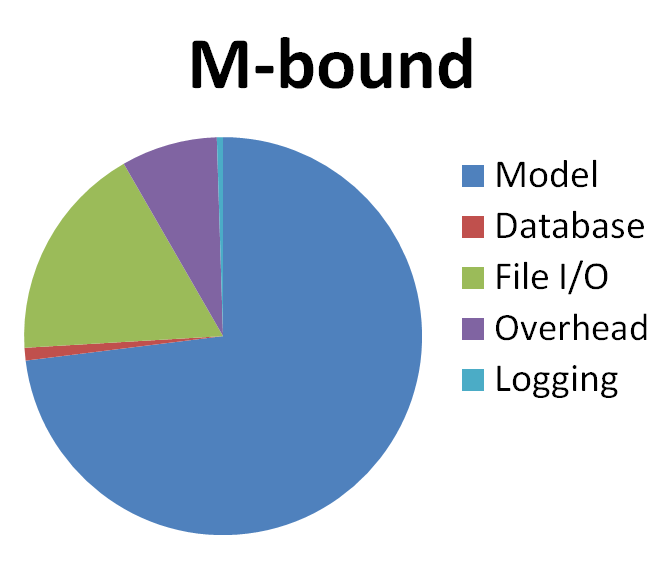 M-bound
Model
Database
File I/O
Overhead
Logging